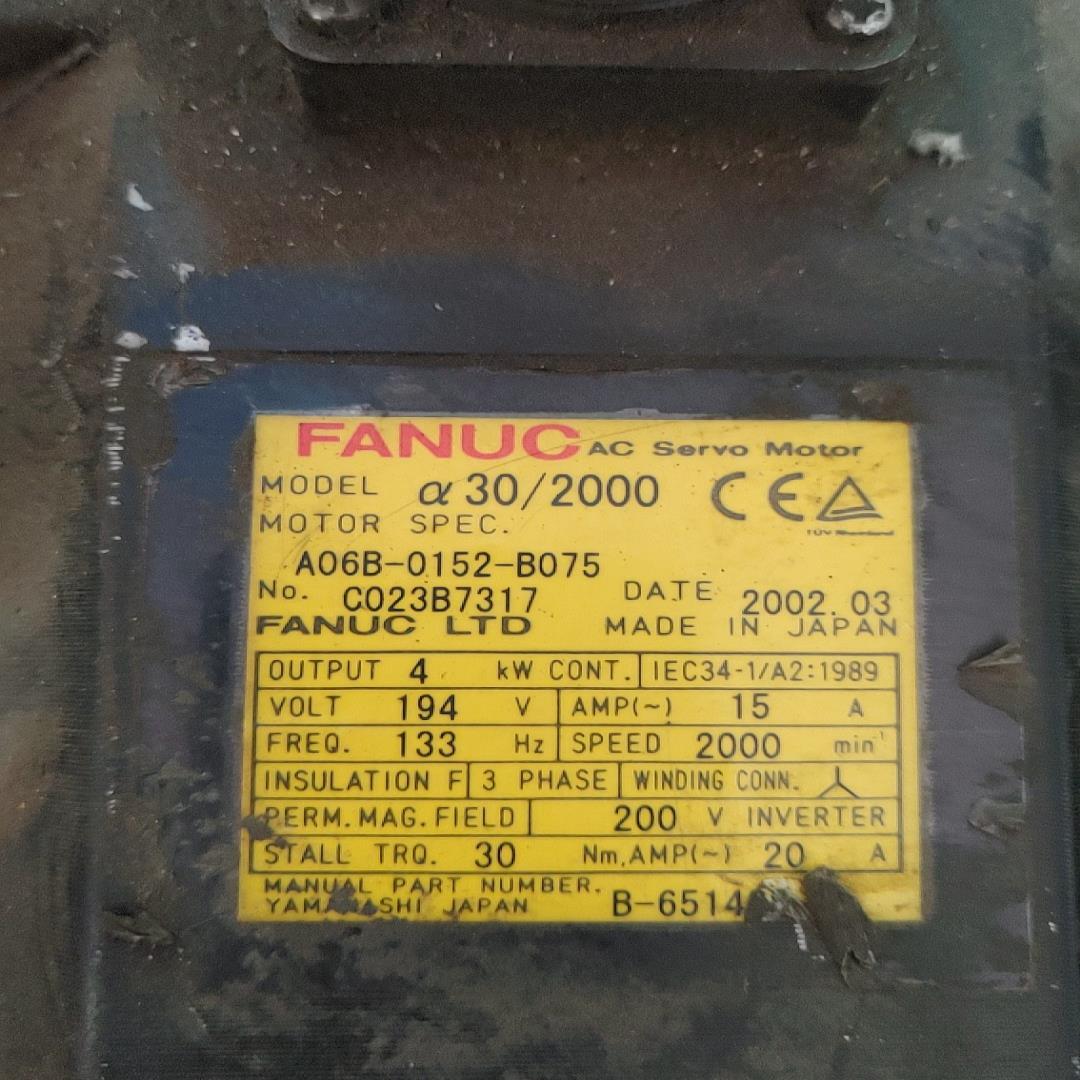 FANUC AC Servo Motor
MODEL α30/2000 CE
MOTOR SPEC.
A06B-0152-B075
No. C023B7317 DATE 2002.03
FANUC LTD MADE IN JAPAN
OUTPUT 4 kW CONT. IEC34-1/A2:1989
VOLT 194 V AMP(~) 15 A
FREQ. 133 Hz SPEED 2000 min⁻¹
INSULATION F 3 PHASE WINDING CONN.
PERM.MAG.FIELD 200 V INVERTER
STALL TRQ. 30 Nm,AMP(~) 20 A
MANUAL PART NUMBER.
YAMANASHI JAPAN B-6514